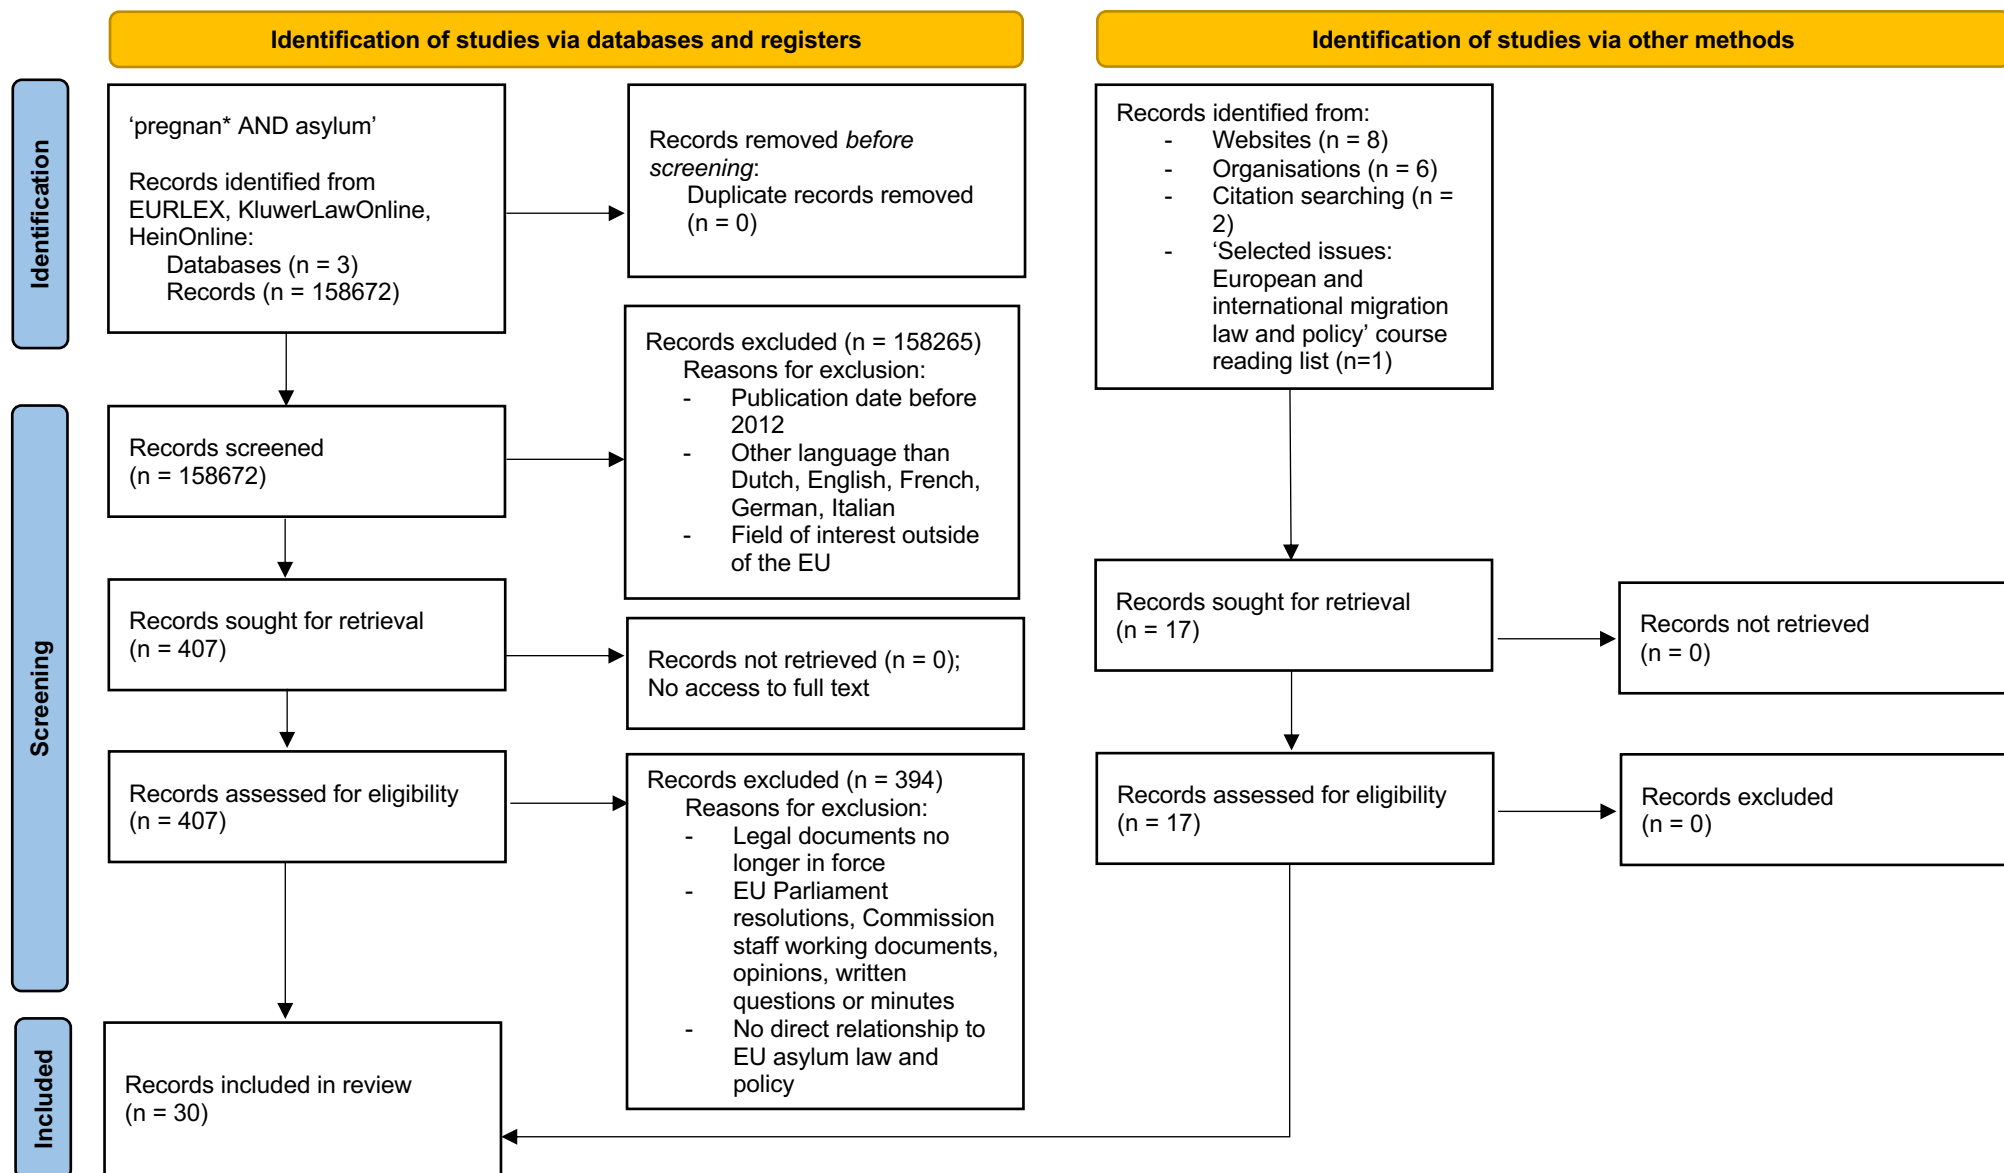 Identification of studies via databases and registers
Identification of studies via other methods
Identification
‘pregnan* AND asylum’
Records identified from
EURLEX, KluwerLawOnline,
HeinOnline:
Databases (n = 3)
Records (n = 158672)
Records removed before
screening:
Duplicate records removed
(n = 0)
Records identified from:
- Websites (n = 8)
- Organisations (n = 6)
- Citation searching (n =
2)
- ‘Selected issues:
European and
international migration
law and policy’ course
reading list (n=1)
Screening
Records screened
(n = 158672)
Records excluded (n = 158265)
Reasons for exclusion:
- Publication date before
2012
- Other language than
Dutch, English, French,
German, Italian
- Field of interest outside
of the EU
Records sought for retrieval
(n = 407)
Records not retrieved (n = 0);
No access to full text
Records sought for retrieval
(n = 17)
Records not retrieved
(n = 0)
Records assessed for eligibility
(n = 407)
Records excluded (n = 394)
Reasons for exclusion:
- Legal documents no
longer in force
- EU Parliament
resolutions, Commission
staff working documents,
opinions, written
questions or minutes
- No direct relationship to
EU asylum law and
policy
Records assessed for eligibility
(n = 17)
Records excluded
(n = 0)
Included
Records included in review
(n = 30)